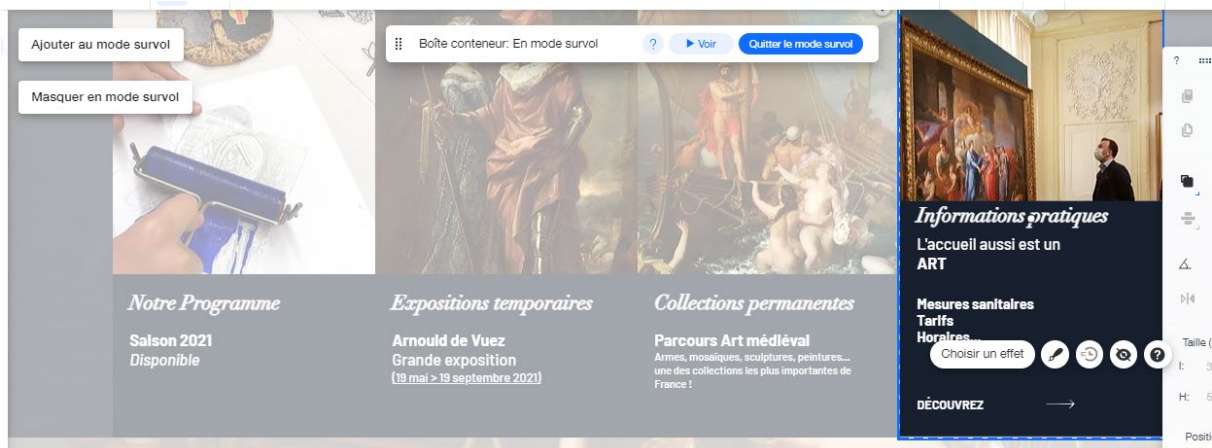 Ajouter au mode survol
Masquer en mode survol
Boîte conteneur: En mode survol
?
Voir
Quitter le mode survol
Notre Programme
Saison 2021
Disponible
Expositions temporaires
Arnould de Vuez
Grande exposition
(19 mai > 19 septembre 2021)
Collections permanentes
Parcours Art médiéval
Armes, mosaïques, sculptures, peintures...
une des collections les plus importantes de
France !
Informations pratiques
L'accueil aussi est un
ART
Mesures sanitaires
Tarifs
Horaires...
Choisir un effet
?
DÉCOUVREZ
?
Taille (
l:
H:
Positi